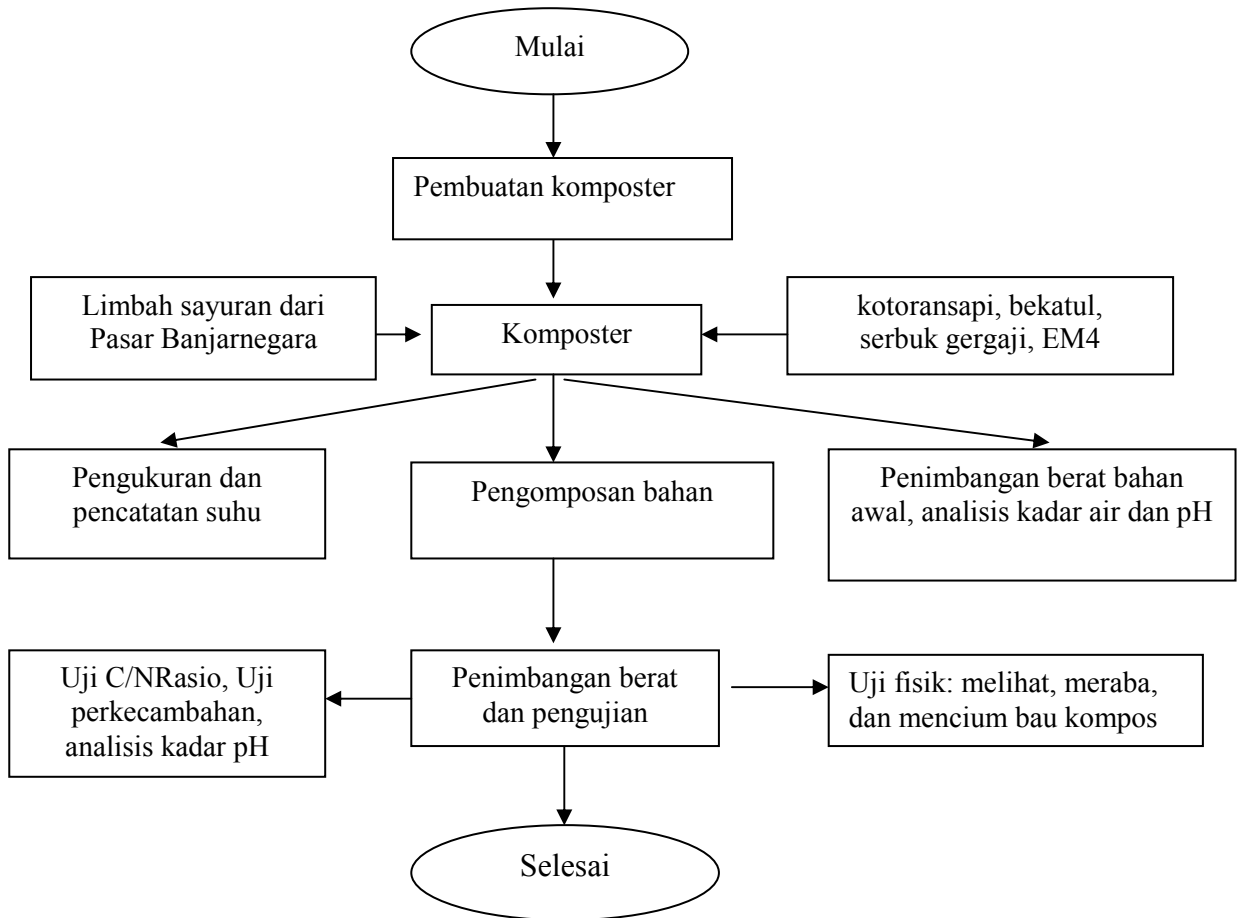 Mulai
Pembuatan komposter
Limbah sayuran dari
Pasar Banjarnegara
Komposter
kotoransapi, bekatul,
serbuk gergaji, EM4
Pengukuran dan
pencatatan suhu
Pengomposan bahan
Penimbangan berat bahan
awal, analisis kadar air dan pH
Uji C/NRasio, Uji
perkecambahan,
analisis kadar pH
Penimbangan berat
dan pengujian
Uji fisik: melihat, meraba,
dan mencium bau kompos
Selesai